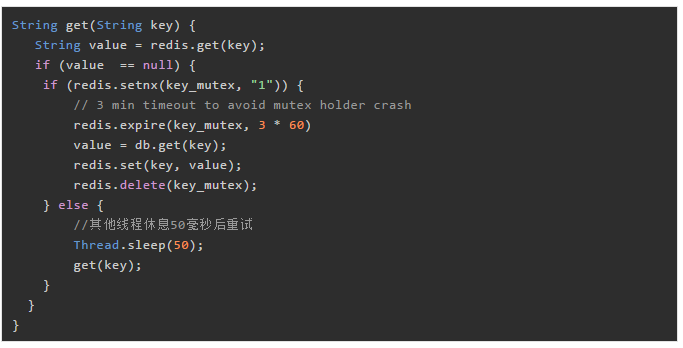 String get(String key) {
   String value = redis.get(key);
   if (value  == null) {
    if (redis.setnx(key_mutex, "1")) {
        // 3 min timeout to avoid mutex holder crash
        redis.expire(key_mutex, 3 * 60)
        value = db.get(key);
        redis.set(key, value);
        redis.delete(key_mutex);
    } else {
        //其他线程休息50毫秒后重试
        Thread.sleep(50);
        get(key);
    }
  }
}